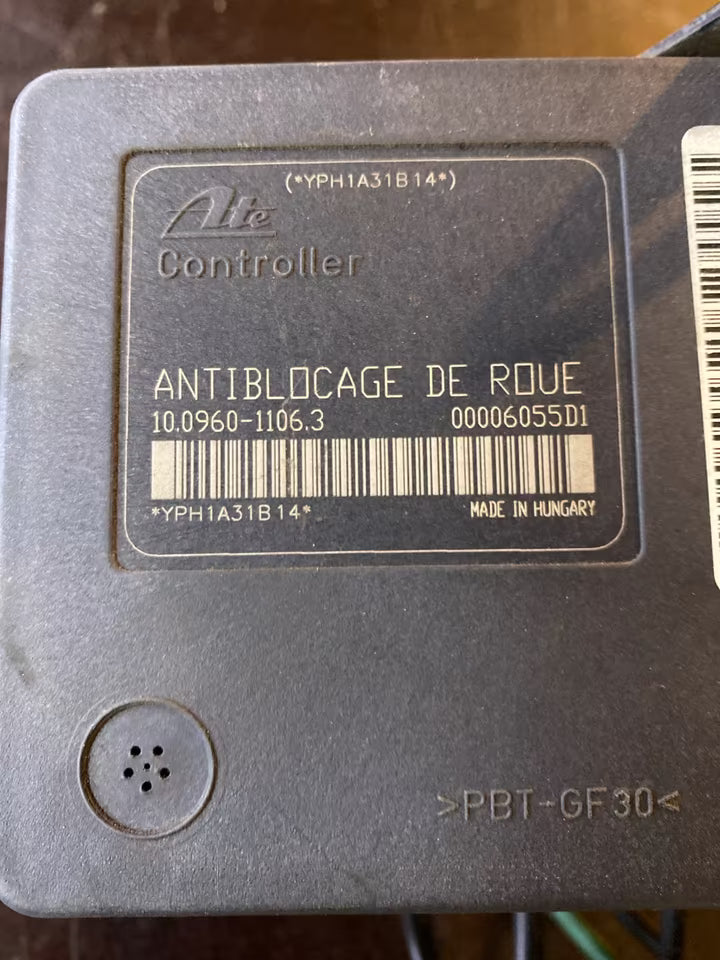 (*YPH1A31B14*)
Ate
Controller
ANTIBLOCAGE DE ROUE
10.0960-1106.3 00006055D1
*YPH1A31B14* MADE IN HUNGARY
>PBT-GF30<